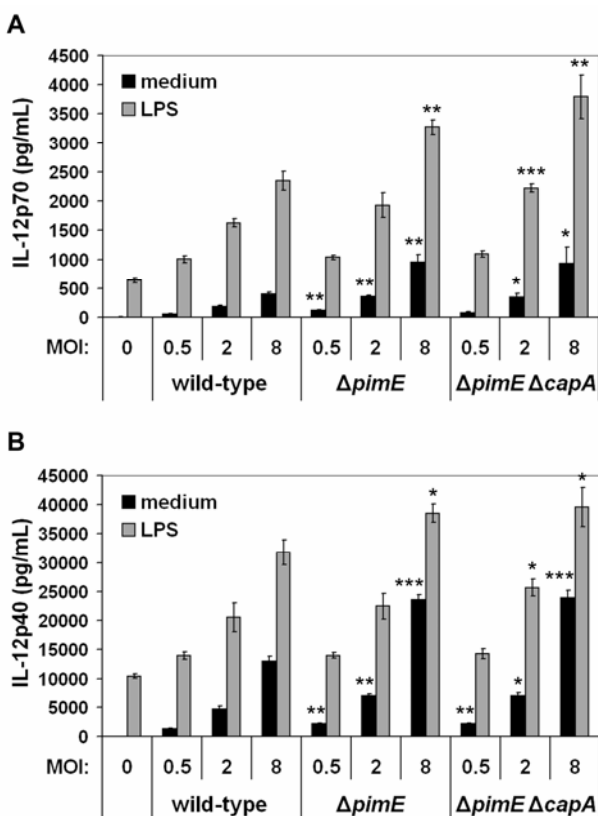 A
4500
4000
3500
3000
2500
2000
1500
1000
500
0
IL-12p70 (pg/mL)
medium
LPS
** ** ** ** *** * ** *
MOI: 0 0.5 2 8 0.5 2 8 0.5 2 8
wild-type ΔpimE ΔpimE ΔcapA
B
45000
40000
35000
30000
25000
20000
15000
10000
5000
0
IL-12p40 (pg/mL)
medium
LPS
** ** *** * ** * * *** *
MOI: 0 0.5 2 8 0.5 2 8 0.5 2 8
wild-type ΔpimE ΔpimE ΔcapA